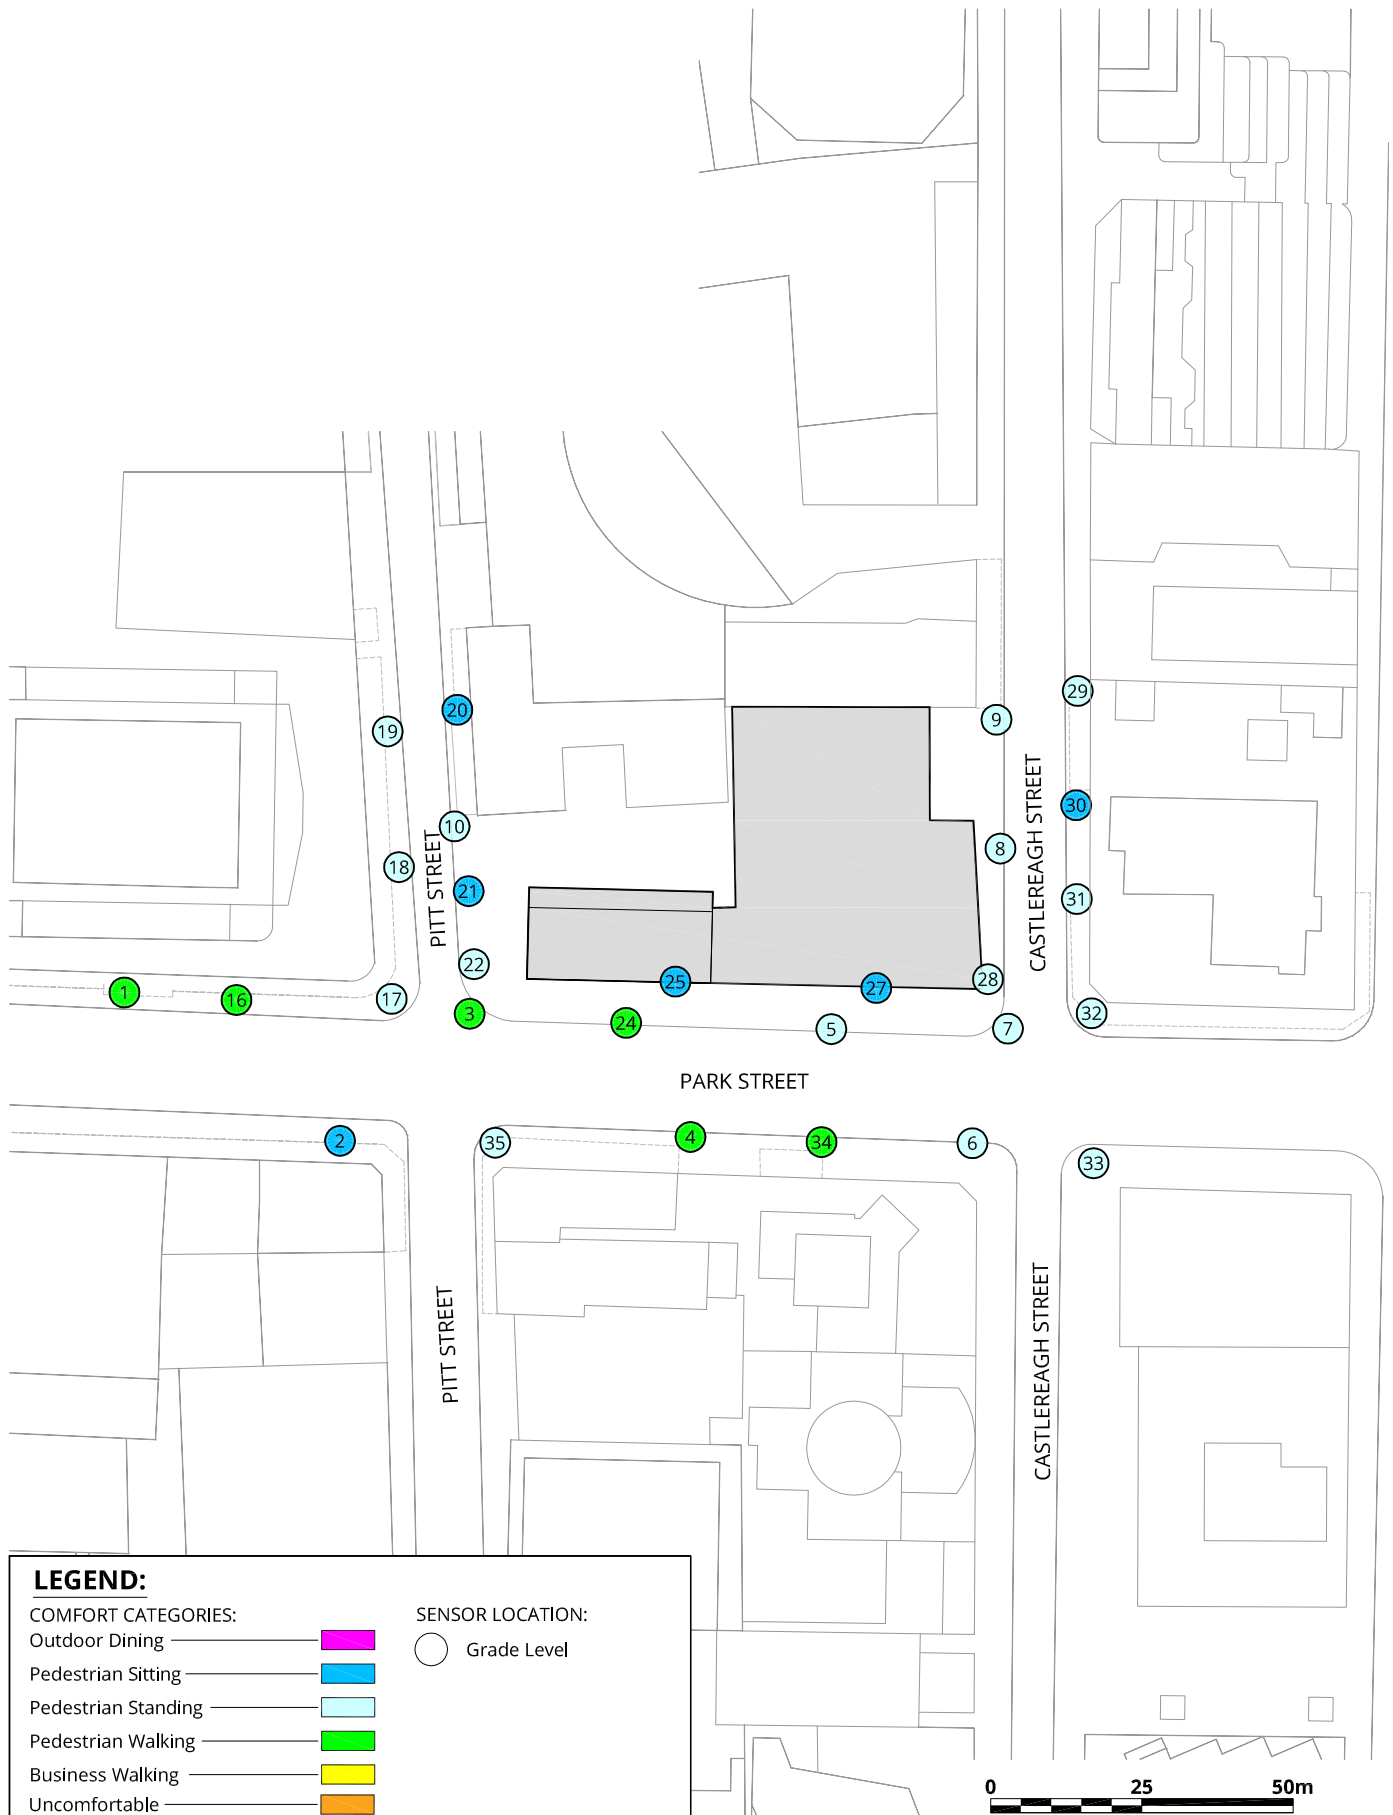 29
20
9
19
30
10
8
18
21
31
22
28
25
27
1
16
17
3
24
5
7
32
PITT STREET
CASTLEREAGH STREET
PARK STREET
2
35
4
34
6
33
PITT STREET
CASTLEREAGH STREET
LEGEND:
COMFORT CATEGORIES:
Outdoor Dining
Pedestrian Sitting
Pedestrian Standing
Pedestrian Walking
Business Walking
Uncomfortable
SENSOR LOCATION:
Grade Level
0 25 50m